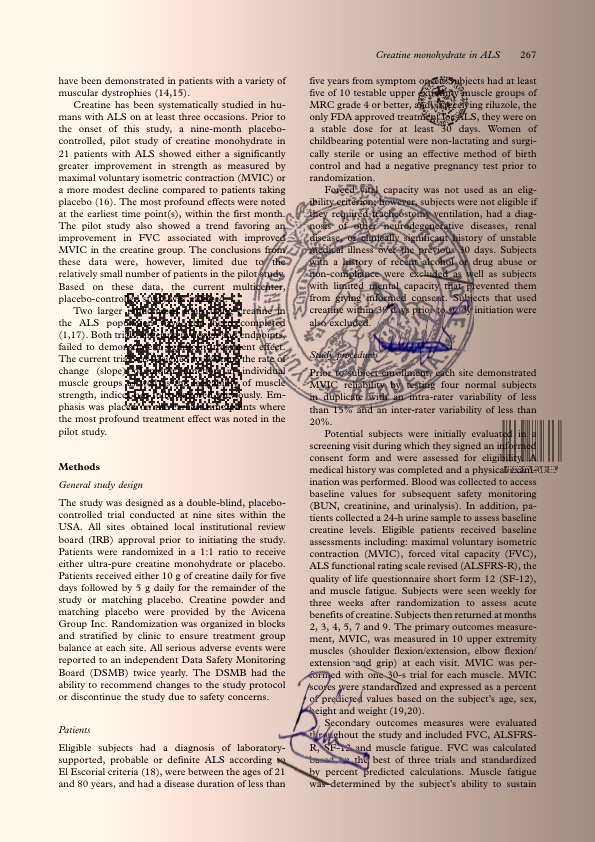 Creatine monohydrate in ALS 267
have been demonstrated in patients with a variety of
muscular dystrophies (14,15).
Creatine has been systematically studied in hu-
mans with ALS on at least three occasions. Prior to
the onset of this study, a nine-month placebo-
controlled, pilot study of creatine monohydrate in
21 patients with ALS showed either a significantly
greater improvement in strength as measured by
maximal voluntary isometric contraction (MVIC) or
a more modest decline compared to patients taking
placebo (16). The most profound effects were noted
at the earliest time point(s), within the first month.
The pilot study also showed a trend favoring an
improvement in FVC associated with improved
MVIC in the creatine group. The conclusions from
these data were, however, limited due to the
relatively small number of patients in the pilot study.
Based on these data, the current multicenter,
placebo-control
Two larger creatine in
the ALS completed
(1,17). Both endpoints,
failed to effect.
The current the rate of
change (slope) individual
muscle groups of muscle
strength, Em-
phasis was where
the most profound treatment effect was noted in the
pilot study.
Methods
General study design
The study was designed as a double-blind, placebo-
controlled trial conducted at nine sites within the
USA. All sites obtained local institutional review
board (IRB) approval prior to initiating the study.
Patients were randomized in a 1:1 ratio to receive
either ultra-pure creatine monohydrate or placebo.
Patients received either 10 g of creatine daily for five
days followed by 5 g daily for the remainder of the
study or matching placebo. Creatine powder and
matching placebo were provided by the Avicena
Group Inc. Randomization was organized in blocks
and stratified by clinic to ensure treatment group
balance at each site. All serious adverse events were
reported to an independent Data Safety Monitoring
Board (DSMB) twice yearly. The DSMB had the
ability to recommend changes to the study protocol
or discontinue the study due to safety concerns.
Patients
Eligible subjects had a diagnosis of laboratory-
supported, probable or definite ALS according to
El Escorial criteria (18), were between the ages of 21
and 80 years, and had a disease duration of less than
five years from symptom onset. Subjects had at least
five of 10 testable upper extremity muscle groups of
MRC grade 4 or better, and if receiving riluzole, the
only FDA approved treatment for ALS, they were on
a stable dose for at least 30 days. Women of
childbearing potential were non-lactating and surgi-
cally sterile or using an effective method of birth
control and had a negative pregnancy test prior to
randomization.
Forced vital capacity was not used as an elig-
ibility criterion; however, subjects were not eligible if
they required tracheostomy ventilation, had a diag-
nosis of other neurodegenerative diseases, renal
disease, or clinically significant history of unstable
medical illness over the previous 30 days. Subjects
with a history of recent alcohol or drug abuse or
non-compliance were excluded as well as subjects
with limited mental capacity that prevented them
from giving informed consent. Subjects that used
creatine within 30 days prior to study initiation were
also excluded.
Study procedures
Prior to subject enrollment, each site demonstrated
MVIC reliability by testing four normal subjects
in duplicate with an intra-rater variability of less
than 15% and an inter-rater variability of less than
20%.
Potential subjects were initially evaluated in a
screening visit during which they signed an informed
consent form and were assessed for eligibility. A
medical history was completed and a physical exam-
ination was performed. Blood was collected to access
baseline values for subsequent safety monitoring
(BUN, creatinine, and urinalysis). In addition, pa-
tients collected a 24-h urine sample to assess baseline
creatine levels. Eligible patients received baseline
assessments including: maximal voluntary isometric
contraction (MVIC), forced vital capacity (FVC),
ALS functional rating scale revised (ALSFRS-R), the
quality of life questionnaire short form 12 (SF-12),
and muscle fatigue. Subjects were seen weekly for
three weeks after randomization to assess acute
benefits of creatine. Subjects then returned at months
2, 3, 4, 5, 7 and 9. The primary outcomes measure-
ment, MVIC, was measured in 10 upper extremity
muscles (shoulder flexion/extension, elbow flexion/
extension and grip) at each visit. MVIC was per-
formed with one 30-s trial for each muscle. MVIC
scores were standardized and expressed as a percent
of predicted values based on the subject's age, sex,
height and weight (19,20).
Secondary outcomes measures were evaluated
throughout the study and included FVC, ALSFRS-
R, SF-12 and muscle fatigue. FVC was calculated
based on the best of three trials and standardized
by percent predicted calculations. Muscle fatigue
was determined by the subject's ability to sustain